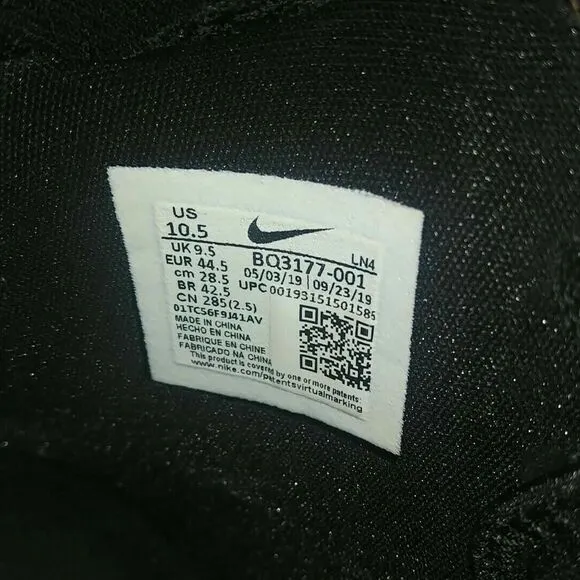 US
10.5
LN4
UK 9.5
BQ3177-001
EUR 44.5
05/03/19 | 09/23/19
cm 28.5
UPC 00193151501585
BR 42.5
CN 285(2.5)
01TCS6F9J41AV
MADE IN CHINA
HECHO EN CHINA
FABRIQUE EN CHINE
FABRICADO NA CHINA
This product is covered by one or more patents:
www.nike.com/patentsvirtualmarking